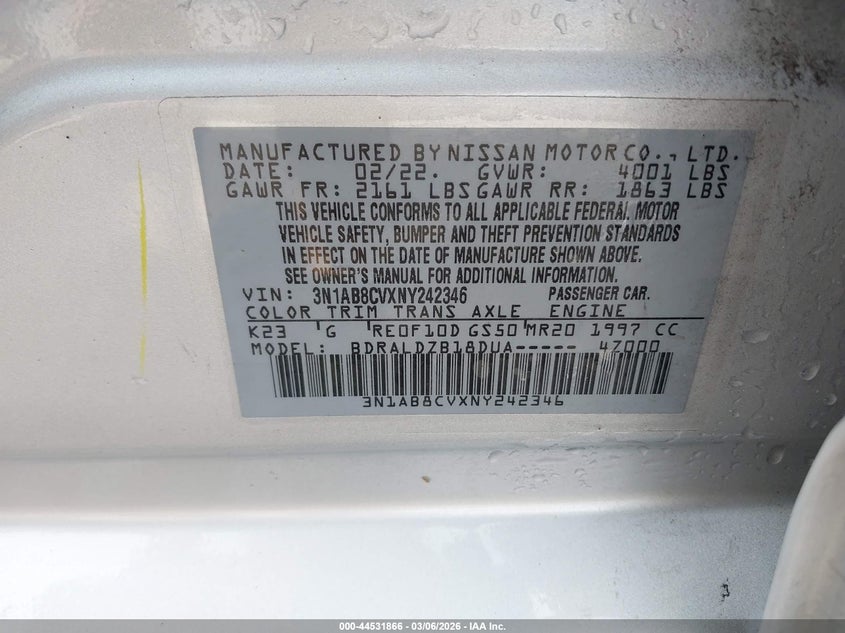 MANUFACTURED BY NISSAN MOTOR CO., LTD.
DATE: 02/22. GVWR: 4001 LBS
GAWR FR: 2161 LBS GAWR RR: 1863 LBS
THIS VEHICLE CONFORMS TO ALL APPLICABLE FEDERAL MOTOR
VEHICLE SAFETY, BUMPER AND THEFT PREVENTION STANDARDS
IN EFFECT ON THE DATE OF MANUFACTURE SHOWN ABOVE.
SEE OWNER'S MANUAL FOR ADDITIONAL INFORMATION.
VIN: 3N1AB8CVXNY242346 PASSENGER CAR.
COLOR TRIM TRANS AXLE ENGINE
K23 G RE0F10D GS50 MR20 1997 CC
MODEL: BDRALDZB18DUA----- 47000
3N1AB8CVXNY242346
000-44531866 — 03/06/2026 — IAA Inc.